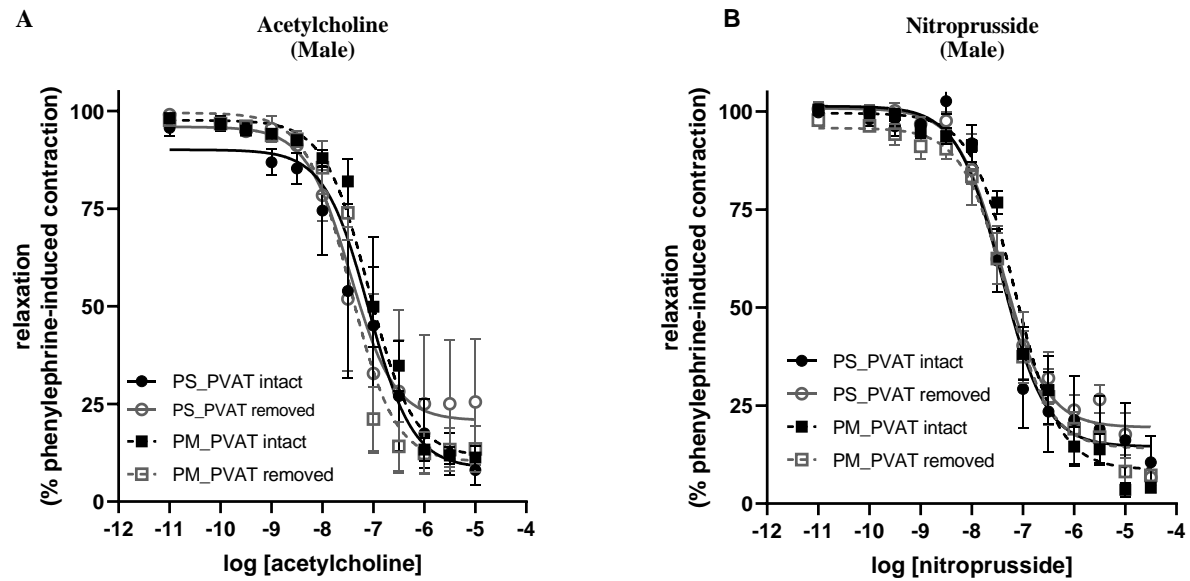 A
Acetylcholine
(Male)
relaxation
(% phenylephrine-induced contraction)
100
75
50
25
0
PS_PVAT intact
PS_PVAT removed
PM_PVAT intact
PM_PVAT removed
-12 -11 -10 -9 -8 -7 -6 -5 -4
log [acetylcholine]
B
Nitroprusside
(Male)
relaxation
(% phenylephrine-induced contraction)
100
75
50
25
0
PS_PVAT intact
PS_PVAT removed
PM_PVAT intact
PM_PVAT removed
-12 -11 -10 -9 -8 -7 -6 -5 -4
log [nitroprusside]